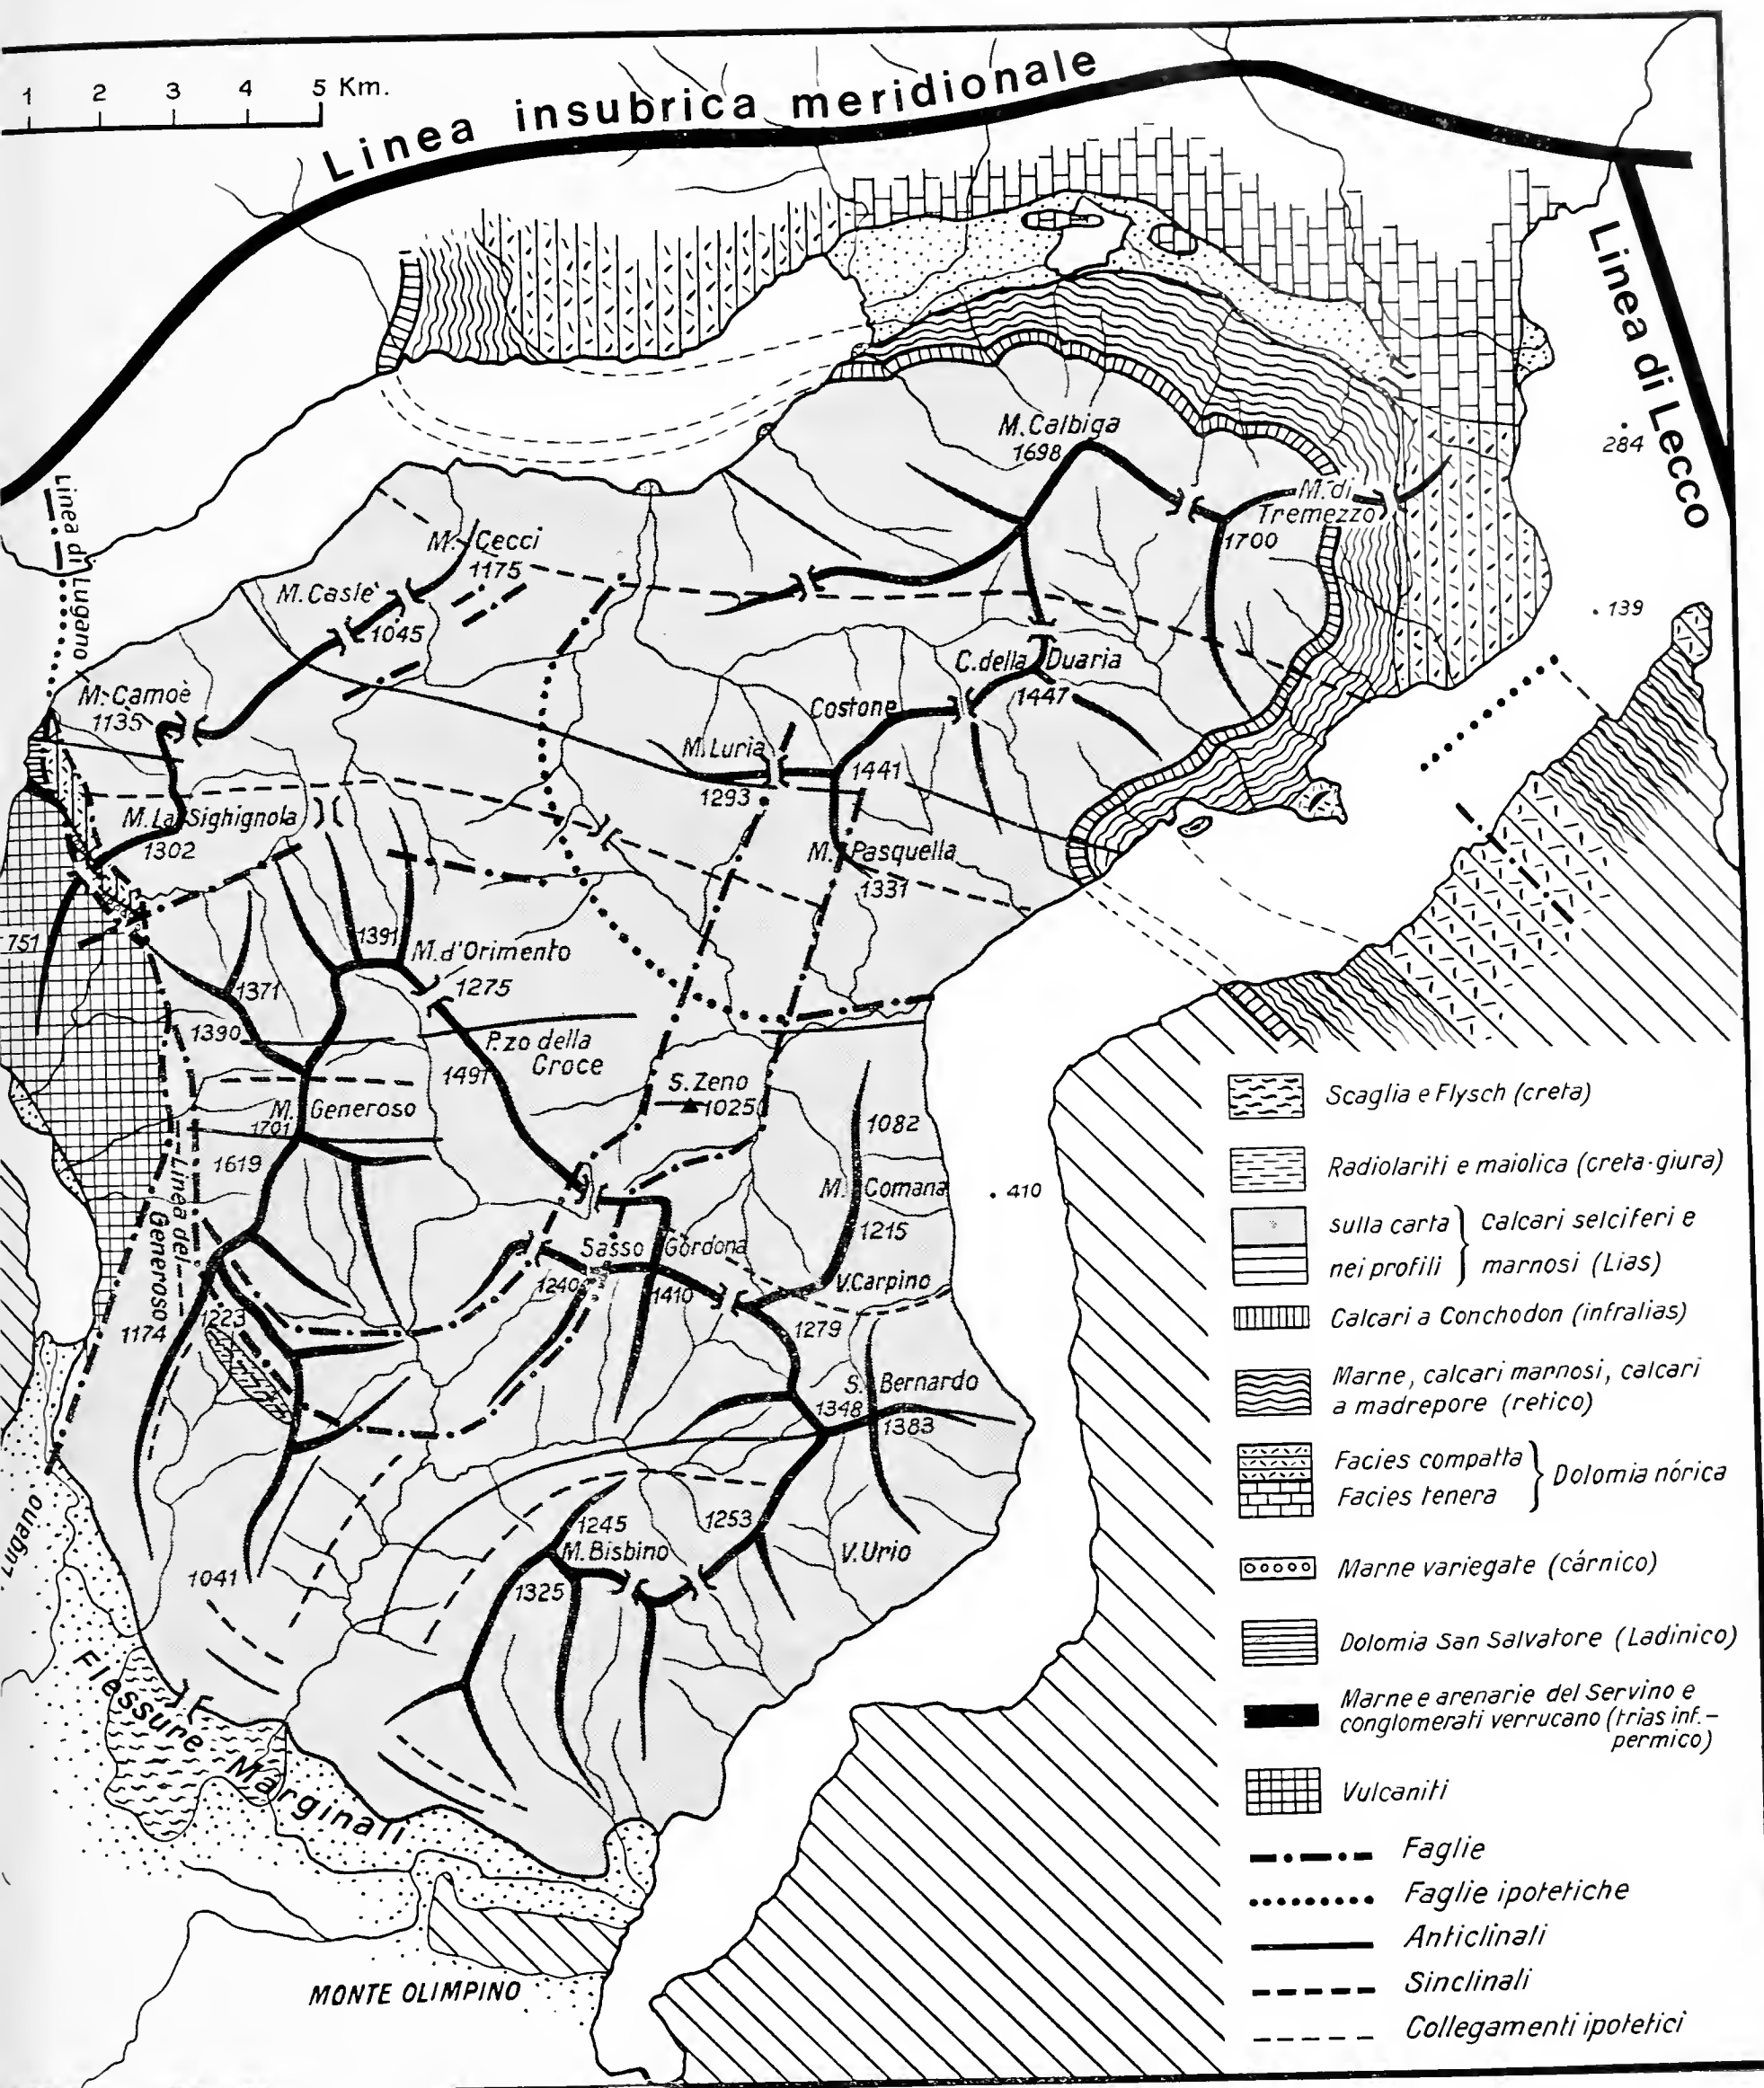 1 2 3 4 5 Km.
Linea insubrica meridionale
Linea di Lecco
Linea di Lugano
M. Calbiga
1698
284
M. di
Tremezzo
1700
M. Cecci
1175
M. Caslè
1045
139
C. della Duaria
1447
M. Camoè
1135
Costone
M. Luria
1441
1293
M. La Sighignola
1302
M. Pasquella
1331
751
1391
M. d'Orimento
1275
1371
1390
P.zo della
Croce
1491
S. Zeno
1025
M. Generoso
1701
1082
1619
M. Comana
410
1215
Linea del
Generoso
Sasso Gordona
1240
1410
V. Carpino
1279
1174
1223
S. Bernardo
1348
1383
Lugano
1245
M. Bisbino
1325
1253
V. Urio
1041
Flessure Marginali
MONTE OLIMPINO
Scaglia e Flysch (creta)
Radiolariti e maiolica (creta-giura)
sulla carta } Calcari selciferi e
nei profili } marnosi (Lias)
Calcari a Conchodon (infralias)
Marne, calcari marnosi, calcari
a madrepore (retico)
Facies compatta } Dolomia nórica
Facies tenera
Marne variegate (cárnico)
Dolomia San Salvatore (Ladinico)
Marne e arenarie del Servino e
conglomerati verrucano (trias inf.-
permico)
Vulcaniti
Faglie
Faglie ipotetiche
Anticlinali
Sinclinali
Collegamenti ipotetici